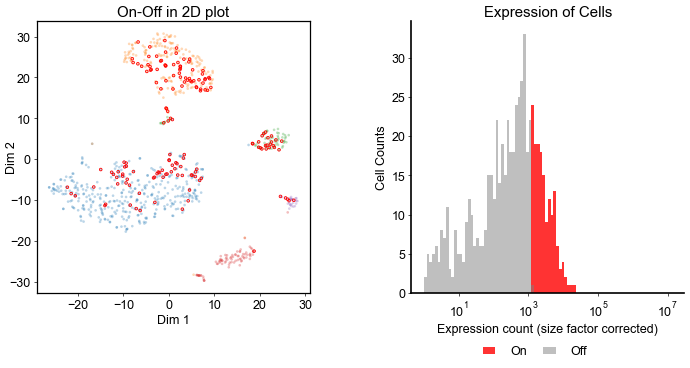 On-Off in 2D plot
30
20
10
0
−10
−20
−30
Dim 2
−20 −10 0 10 20 30
Dim 1
Expression of Cells
30
25
20
15
10
5
0
Cell Counts
10^1 10^3 10^5 10^7
Expression count (size factor corrected)
On Off